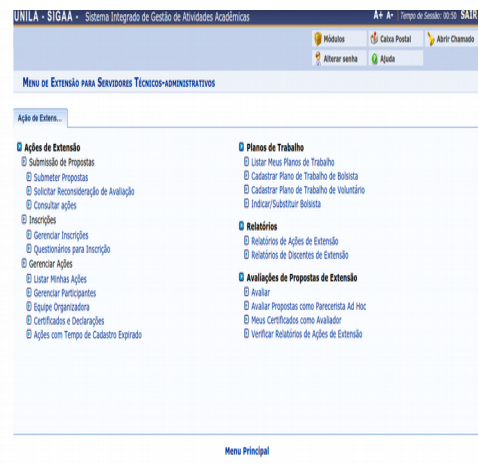 UNILA - SIGAA - Sistema Integrado de Gestão de Atividades Acadêmicas
A+ A- | Tempo de Sessão: 00:50 SAIR
Módulos
Caixa Postal
Abrir Chamado
Alterar senha
Ajuda
Menu de Extensão para Servidores Técnicos-administrativos
Ação de Extens...
Ações de Extensão
Submissão de Propostas
Submeter Propostas
Solicitar Reconsideração de Avaliação
Consultar ações
Inscrições
Gerenciar Inscrições
Questionários para Inscrição
Gerenciar Ações
Listar Minhas Ações
Gerenciar Participantes
Equipe Organizadora
Certificados e Declarações
Ações com Tempo de Cadastro Expirado
Planos de Trabalho
Listar Meus Planos de Trabalho
Cadastrar Plano de Trabalho de Bolsista
Cadastrar Plano de Trabalho de Voluntário
Indicar/Substituir Bolsista
Relatórios
Relatórios de Ações de Extensão
Relatórios de Discentes de Extensão
Avaliações de Propostas de Extensão
Avaliar
Avaliar Propostas como Parecerista Ad Hoc
Meus Certificados como Avaliador
Verificar Relatórios de Ações de Extensão
Menu Principal